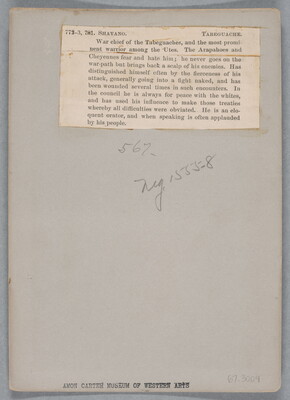 772-3, 781. SHAVANO. TABEGUACHE.
War chief of the Tabeguaches, and the most promi-
nent warrior among the Utes. The Arapahoes and
Cheyennes fear and hate him; he never goes on the
war-path but brings back a scalp of his enemies. Has
distinguished himself often by the fierceness of his
attack, generally going into a fight naked, and has
been wounded several times in such encounters. In
the council he is always for peace with the whites,
and has used his influence to make those treaties
whereby all difficulties were obviated. He is an elo-
quent orator, and when speaking is often applauded
by his people.
567.
Neg 1555-8
AMON CARTER MUSEUM OF WESTERN ARTS